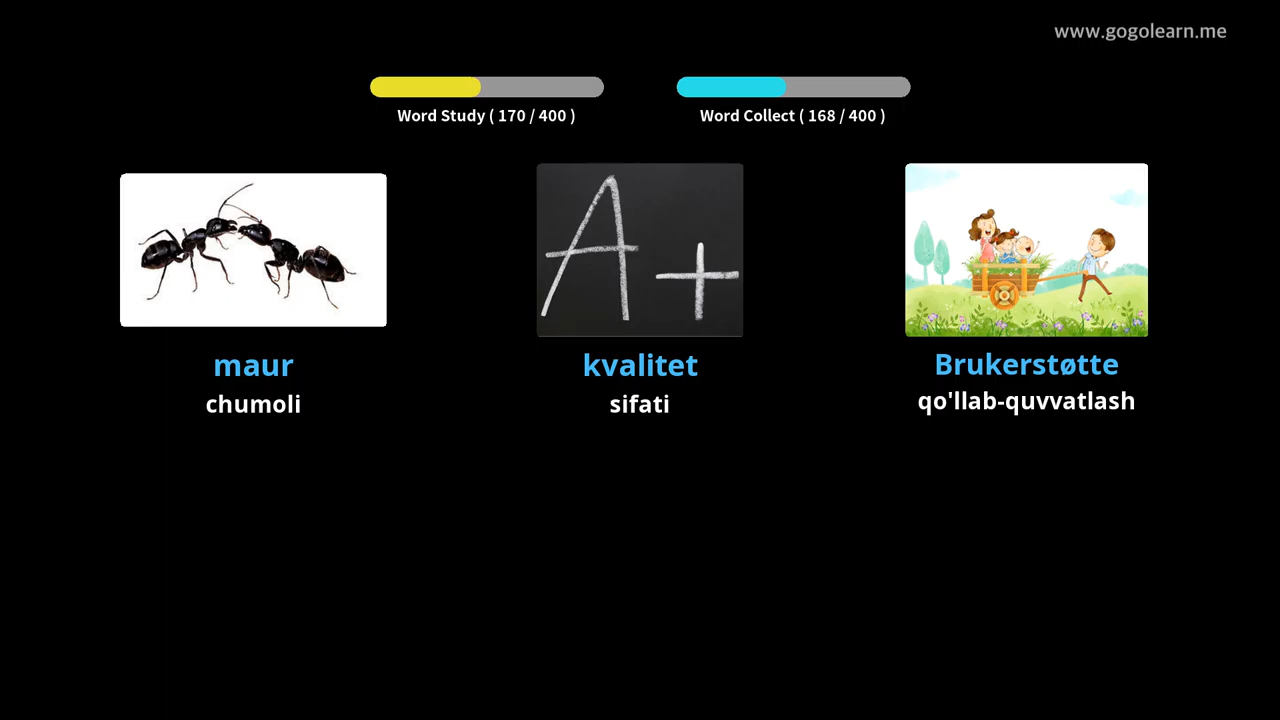 www.gogolearn.me
Word Study ( 170 / 400 )
Word Collect ( 168 / 400 )
A+
maur
kvalitet
Brukerstøtte
chumoli
sifati
qo'llab-quvvatlash